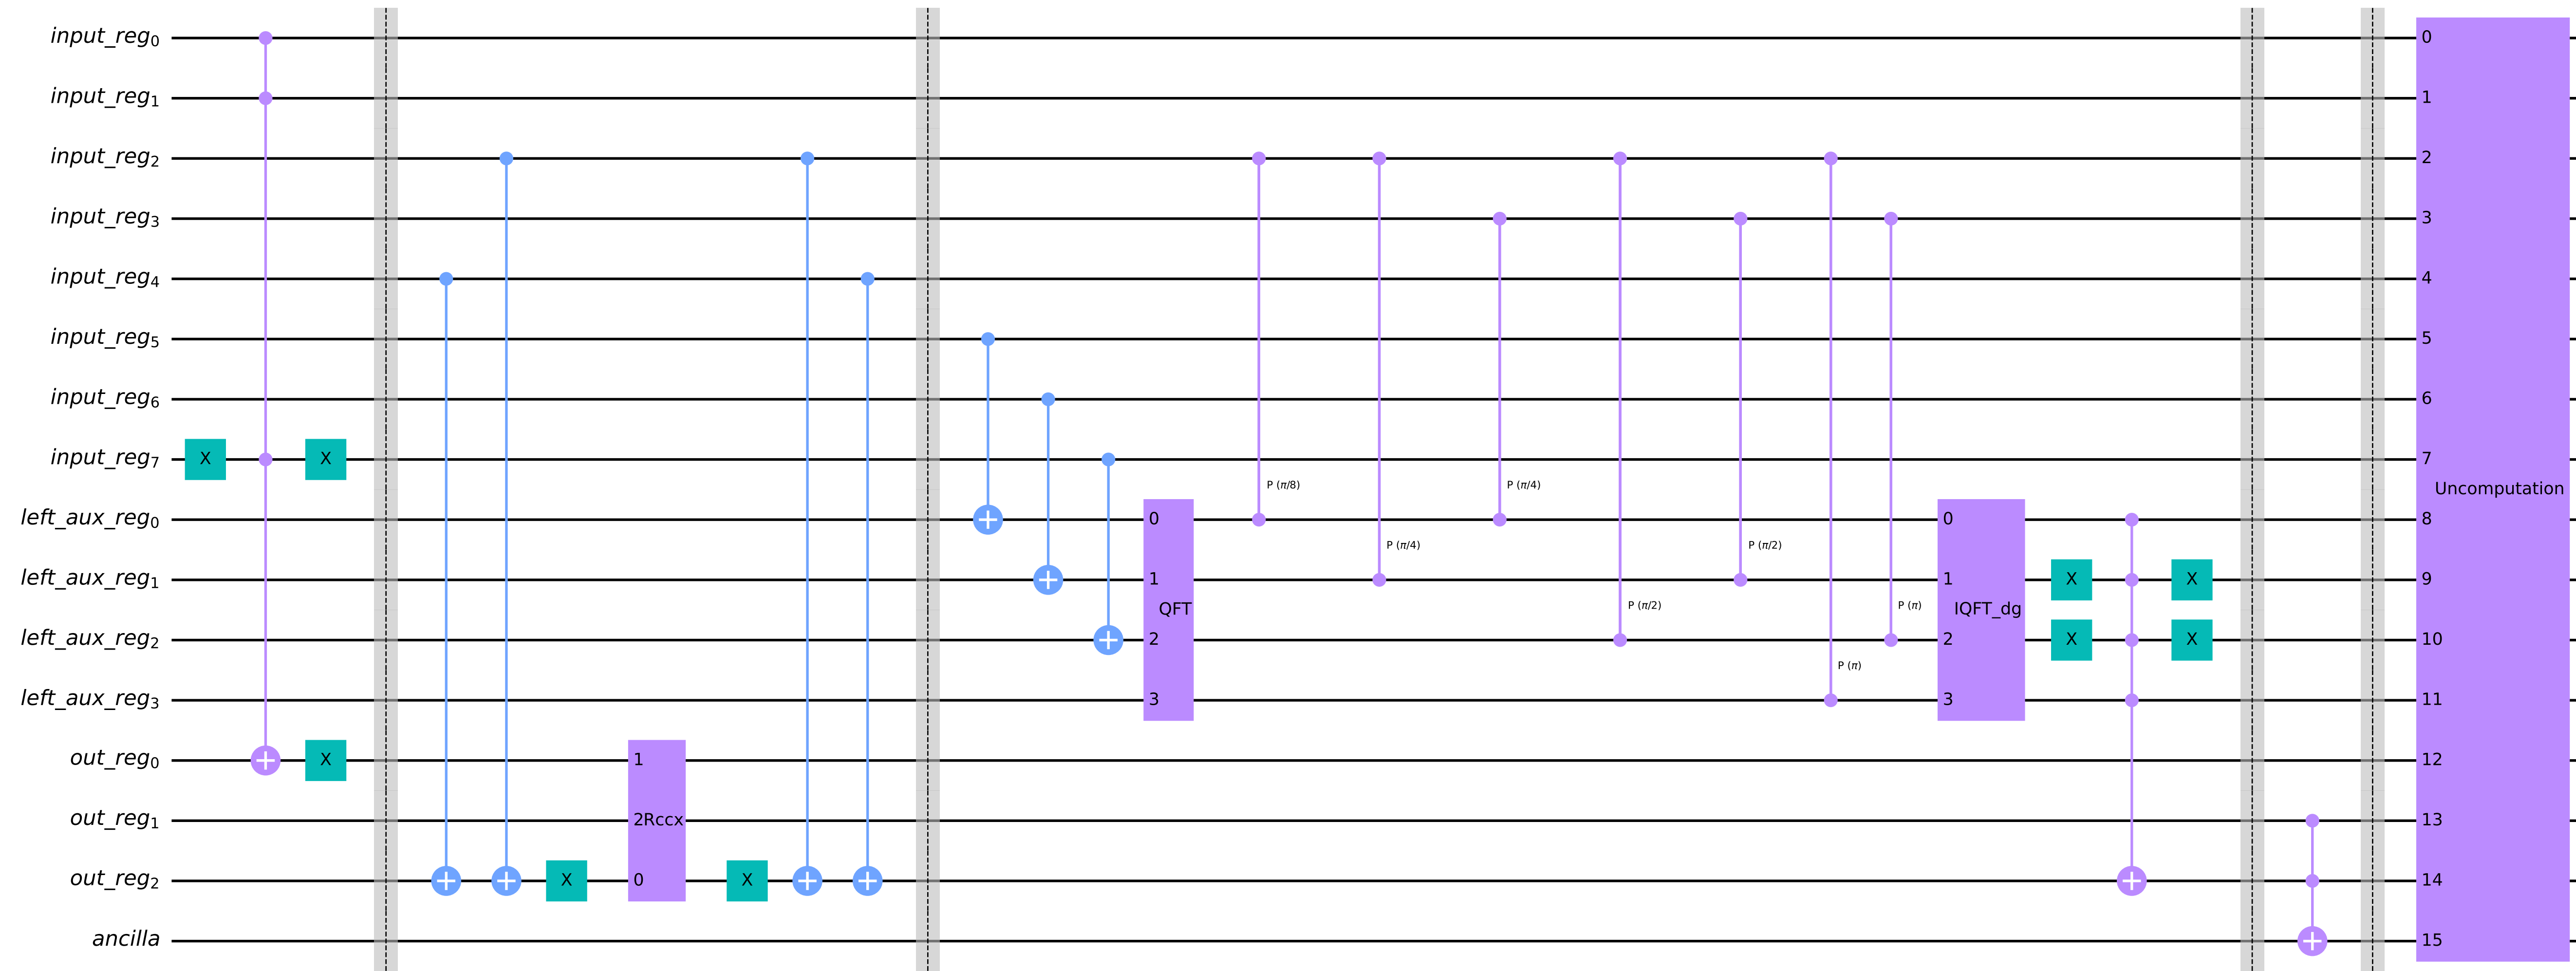 input_reg0 0
input_reg1 1
input_reg2 2
input_reg3 3
input_reg4 4
input_reg5 5
input_reg6 6
input_reg7 X X 7
P (π/8) P (π/4) Uncomputation
left_aux_reg0 0 0 8
P (π/4) P (π/2)
left_aux_reg1 1 1 X X 9
QFT P (π/2) P (π) IQFT_dg
left_aux_reg2 2 2 X X 10
P (π)
left_aux_reg3 3 3 11
out_reg0 X 1 12
out_reg1 2Rccx 13
out_reg2 X 0 X 14
ancilla 15